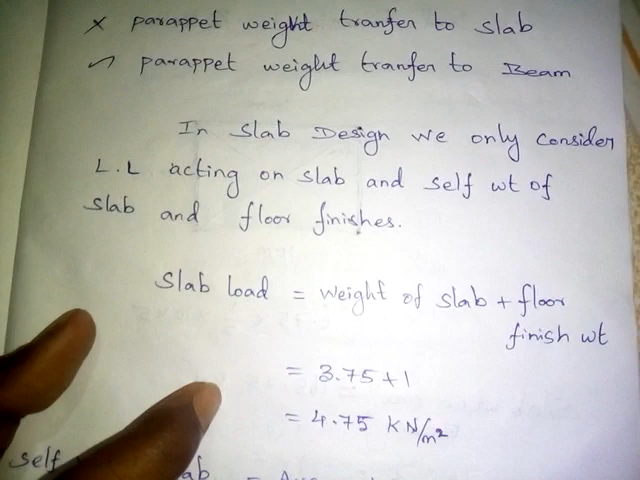 × parappet weight tranfer to slab
parappet weight tranfer to Beam
In slab Design we only consider
L.L acting on slab and self wt of
slab and floor finishes.
Slab load = weight of slab + floor
finish wt
= 3.75 + 1
= 4.75 KN/m²
self ab =